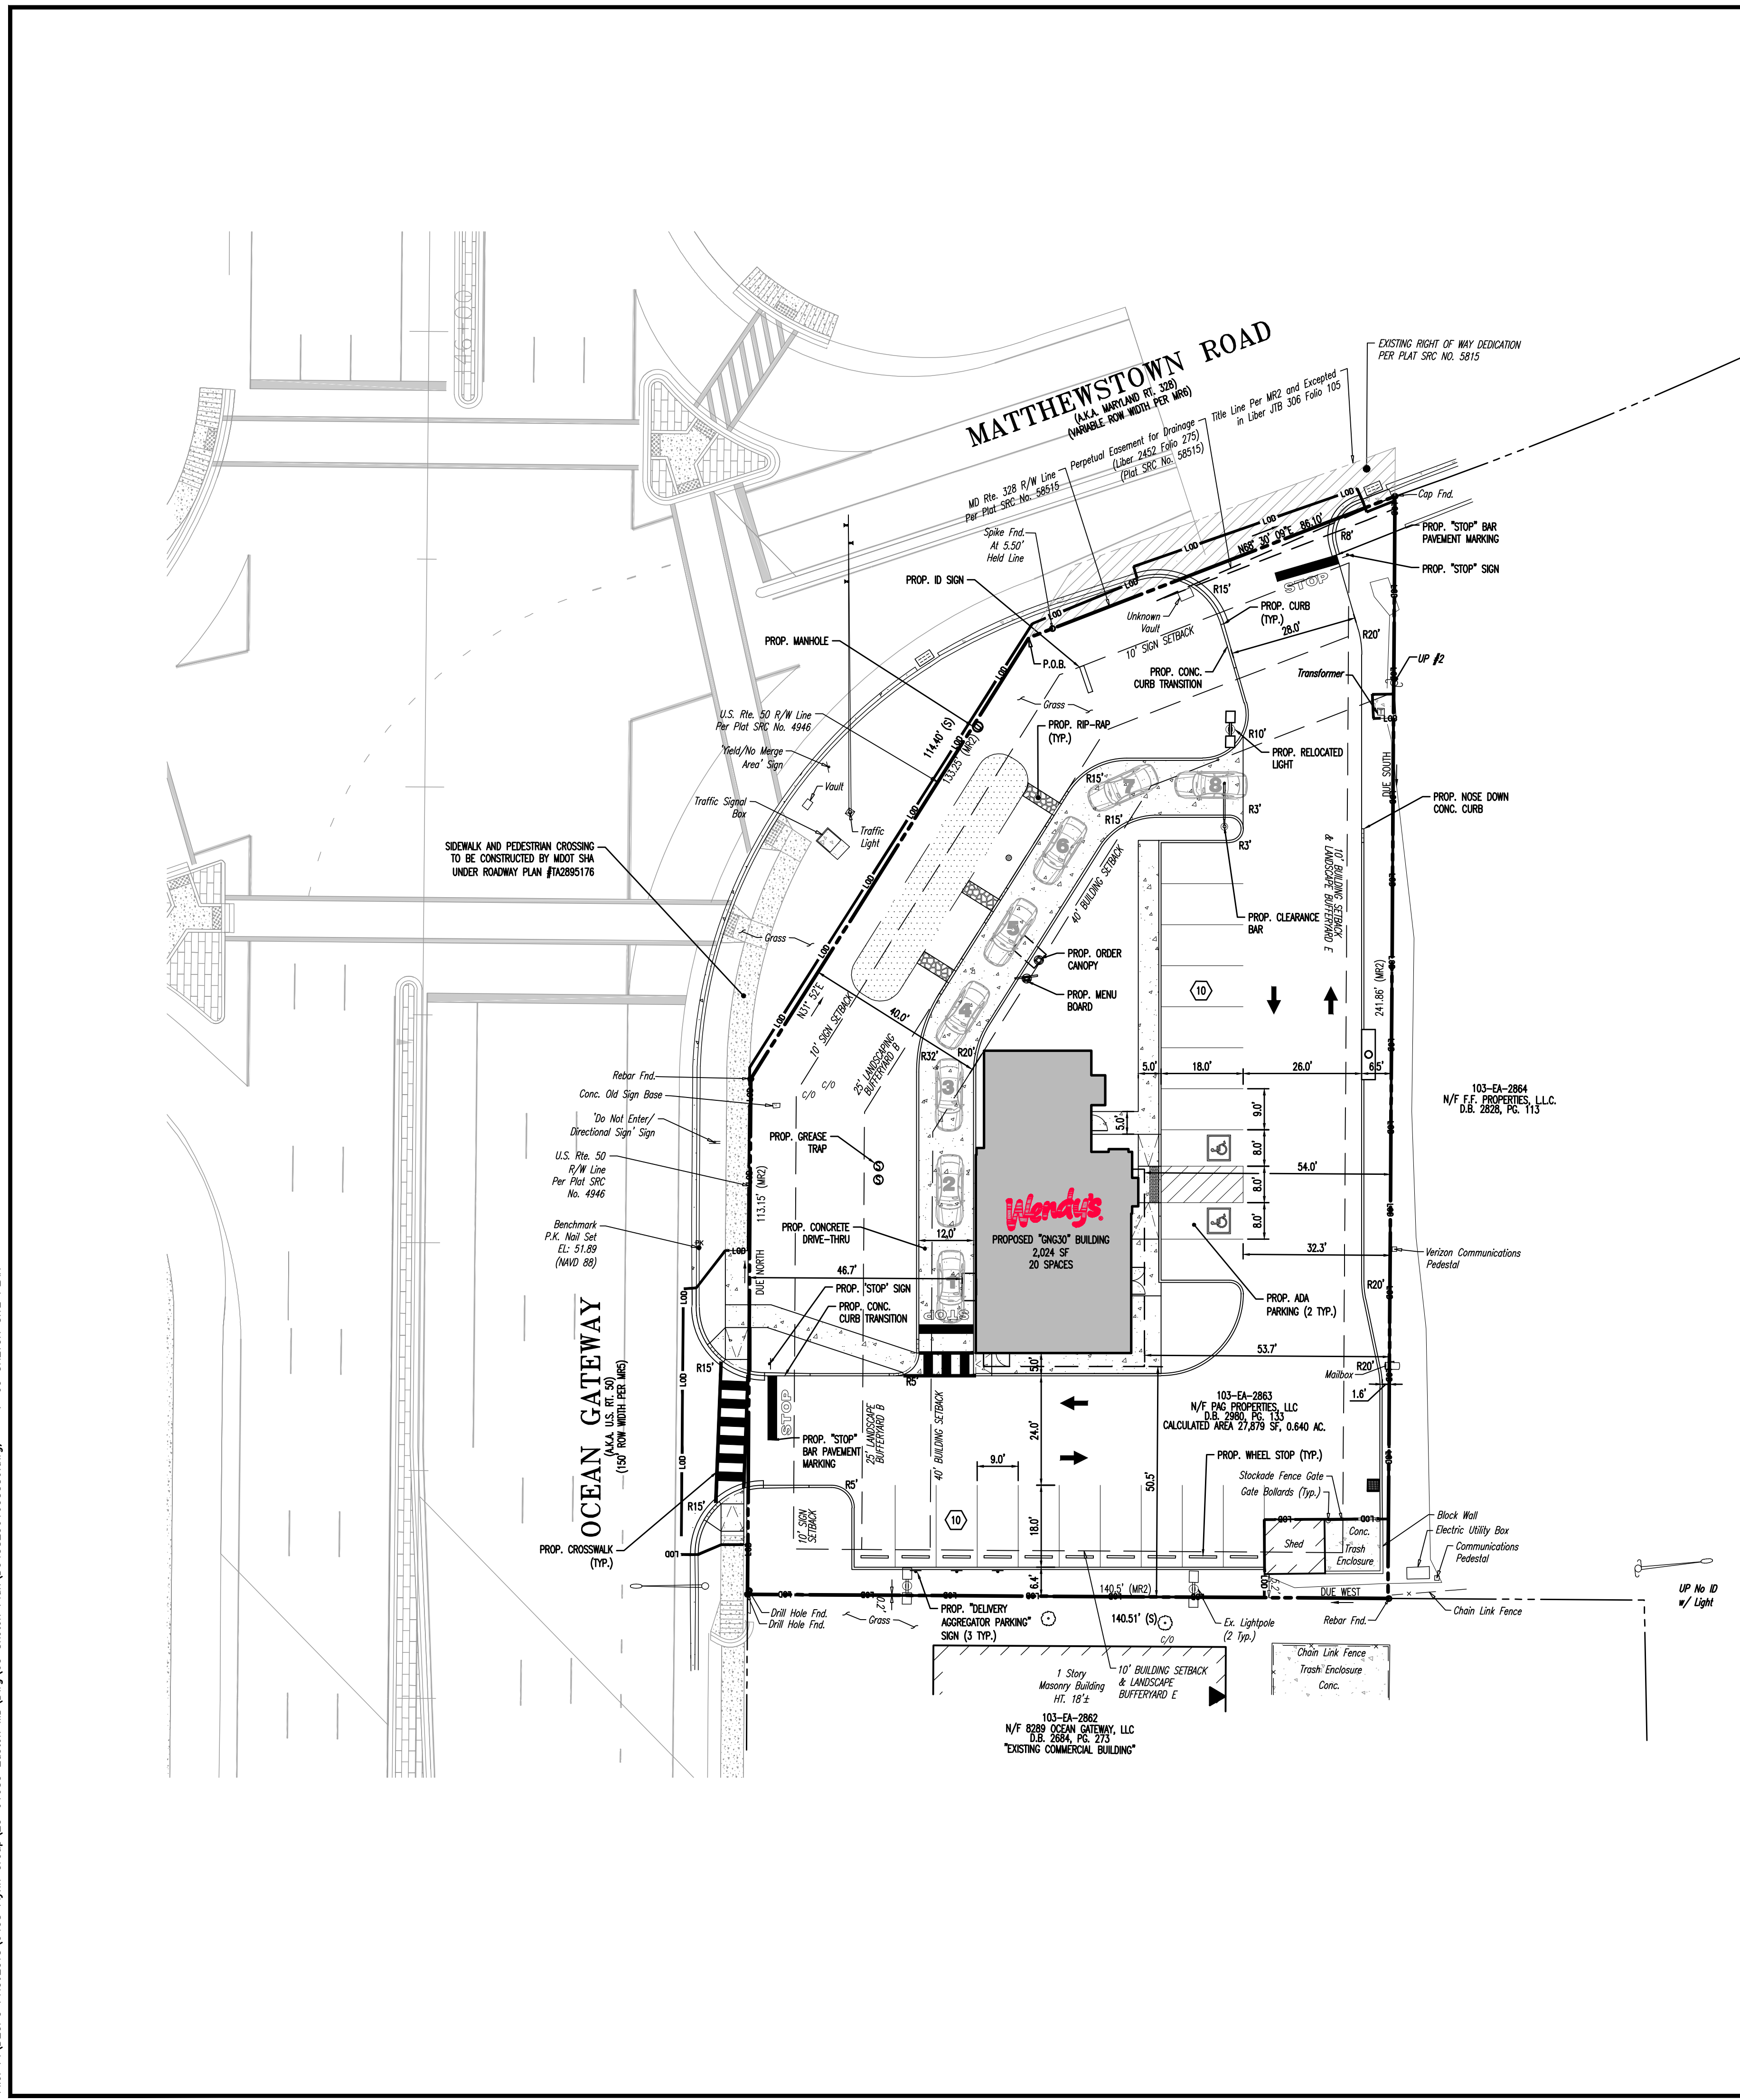 16+00
MATTHEWSTOWN ROAD
(A.K.A. MARYLAND RT. 328)
(VARIABLE ROW WIDTH PER MR6)
EXISTING RIGHT OF WAY DEDICATION
PER PLAT SRC NO. 5815
Title Line Per MR2 and Excepted
in Liber JTB 306 Folio 105
Perpetual Easement for Drainage
(Liber 2452 Folio 275)
(Plat SRC No. 58515)
MD Rte. 328 R/W Line
Per Plat SRC No. 58515
Spike Fnd.
At 5.50'
Held Line
Cap Fnd.
PROP. "STOP" BAR
PAVEMENT MARKING
PROP. "STOP" SIGN
N68° 30' 09"E 86.10'
LOD
R8'
STOP
PROP. ID SIGN
R15'
Unknown
Vault
PROP. CURB
(TYP.)
28.0'
R20'
10' SIGN SETBACK
PROP. MANHOLE
P.O.B.
PROP. CONC.
CURB TRANSITION
Transformer
UP #2
Grass
U.S. Rte. 50 R/W Line
Per Plat SRC No. 4946
114.40' (S)
133.25' (MR2)
PROP. RIP-RAP
(TYP.)
R10'
PROP. RELOCATED
LIGHT
'Yield/No Merge
Area' Sign
Vault
Traffic Signal
Box
Traffic
Light
R15'
7
8
R15'
R3'
R3'
DUE SOUTH
PROP. NOSE DOWN
CONC. CURB
SIDEWALK AND PEDESTRIAN CROSSING
TO BE CONSTRUCTED BY MDOT SHA
UNDER ROADWAY PLAN #TA2895176
6
40' BUILDING SETBACK
10' BUILDING SETBACK
& LANDSCAPE BUFFERYARD E
PROP. CLEARANCE
BAR
Grass
5
PROP. ORDER
CANOPY
PROP. MENU
BOARD
10
241.86' (MR2)
N31° 52'E
10' SIGN SETBACK
40.0'
4
25' LANDSCAPING
BUFFERYARD B
R32'
R20'
5.0'
18.0'
26.0'
6.5'
Rebar Fnd.
C/O
C/O
3
Conc. Old Sign Base
9.0'
103-EA-2864
N/F F.F. PROPERTIES, L.L.C.
D.B. 2828, PG. 113
'Do Not Enter/
Directional Sign' Sign
5.0'
PROP. GREASE
TRAP
8.0'
U.S. Rte. 50
R/W Line
Per Plat SRC
No. 4946
54.0'
113.15' (MR2)
2
8.0'
Wendy's
8.0'
Benchmark
P.K. Nail Set
EL: 51.89
(NAVD 88)
PK
PROP. CONCRETE
DRIVE-THRU
12.0'
PROPOSED "GNG30" BUILDING
2,024 SF
20 SPACES
32.3'
Verizon Communications
Pedestal
DUE NORTH
46.7'
1
PROP. 'STOP' SIGN
PROP. CONC.
CURB TRANSITION
STOP
PROP. ADA
PARKING (2 TYP.)
R20'
OCEAN GATEWAY
(A.K.A. U.S. RT. 50)
(150' ROW WIDTH PER MR5)
R15'
5.0'
53.7'
R20'
Mailbox
1.6'
R5'
STOP
103-EA-2863
N/F PAG PROPERTIES, LLC
D.B. 2980, PG. 133
CALCULATED AREA 27,879 SF, 0.640 AC.
PROP. "STOP"
BAR PAVEMENT
MARKING
25' LANDSCAPE
BUFFERYARD B
40' BUILDING SETBACK
24.0'
9.0'
50.5'
PROP. WHEEL STOP (TYP.)
Stockade Fence Gate
Gate Bollards (Typ.)
R15'
R5'
10' SIGN
SETBACK
10
18.0'
PROP. CROSSWALK
(TYP.)
Shed
Conc.
Trash
Enclosure
Block Wall
Electric Utility Box
Communications
Pedestal
6.4'
140.5' (MR2)
5.2'
DUE WEST
Drill Hole Fnd.
Drill Hole Fnd.
Grass
0.2'
PROP. "DELIVERY
AGGREGATOR PARKING"
SIGN (3 TYP.)
140.51' (S)
C/O
Ex. Lightpole
(2 Typ.)
Rebar Fnd.
Chain Link Fence
UP No ID
w/ Light
1 Story
Masonry Building
HT. 18'±
10' BUILDING SETBACK
& LANDSCAPE
BUFFERYARD E
Chain Link Fence
Trash Enclosure
Conc.
103-EA-2862
N/F 8289 OCEAN GATEWAY, LLC
D.B. 2684, PG. 273
"EXISTING COMMERCIAL BUILDING"